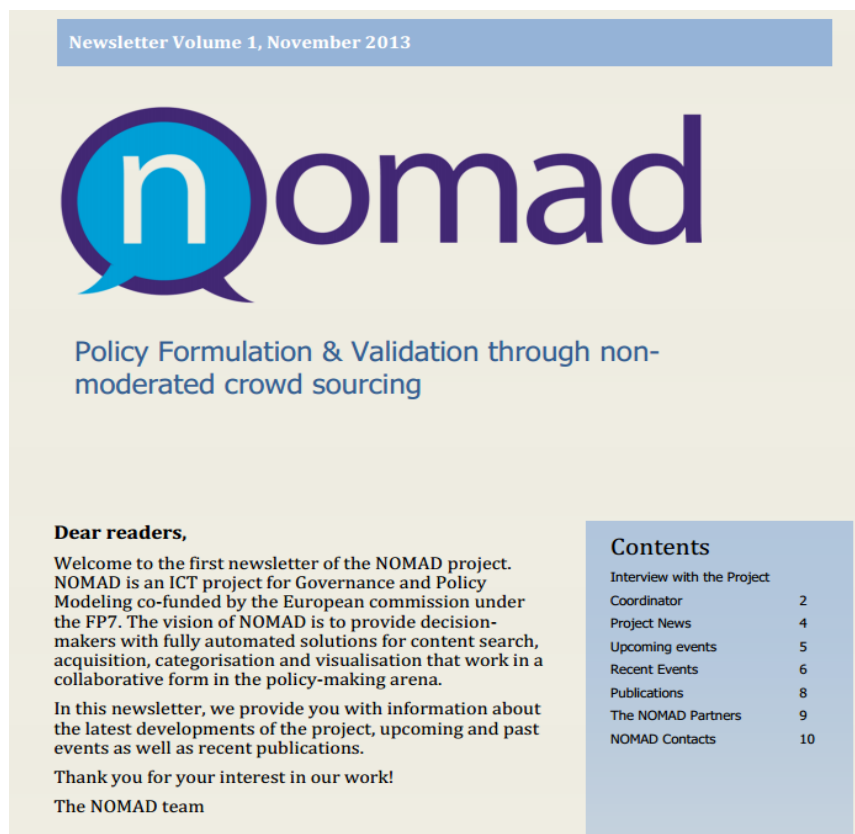 Newsletter Volume 1, November 2013
nomad
Policy Formulation & Validation through non-
moderated crowd sourcing
Dear readers,
Welcome to the first newsletter of the NOMAD project.
NOMAD is an ICT project for Governance and Policy
Modeling co-funded by the European commission under
the FP7. The vision of NOMAD is to provide decision-
makers with fully automated solutions for content search,
acquisition, categorisation and visualisation that work in a
collaborative form in the policy-making arena.
In this newsletter, we provide you with information about
the latest developments of the project, upcoming and past
events as well as recent publications.
Thank you for your interest in our work!
The NOMAD team
Contents
Interview with the Project
Coordinator 2
Project News 4
Upcoming events 5
Recent Events 6
Publications 8
The NOMAD Partners 9
NOMAD Contacts 10